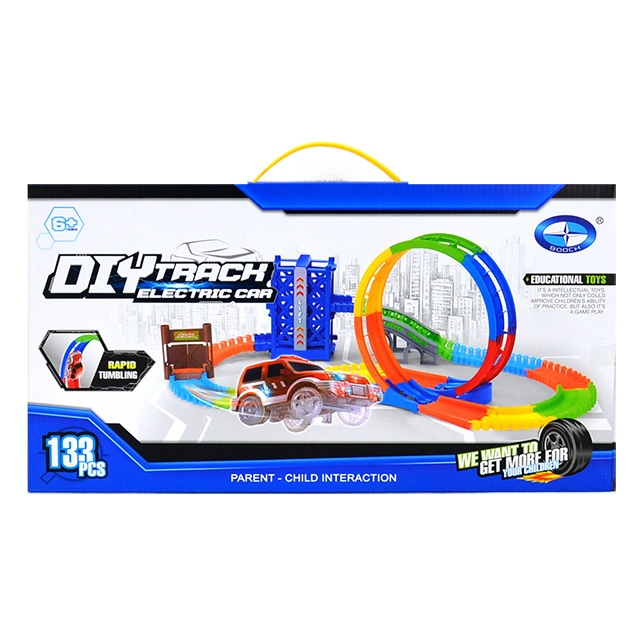 6+
DIY TRACK
ELECTRIC CAR
LIFT
BOOCH
®
EDUCATIONAL TOYS
IT'S A INTELLECTUAL TOYS,
WHICH NOT ONLY COULD
IMPROVE CHILDREN'S ABILITY
OF PRACTICE, BUT ALSO IT'S
A GAME PLAY.
RAPID
TUMBLING
133
PCS
PARENT - CHILD INTERACTION
WE WANT TO
GET MORE FOR
YOUR CHILDREN